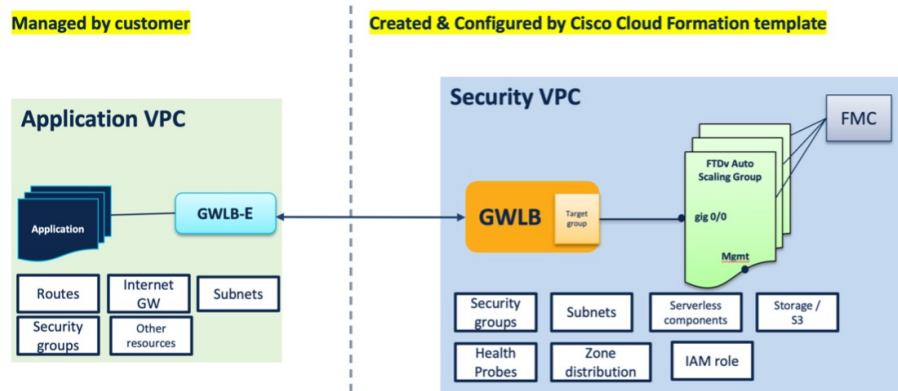 Managed by customer
Created & Configured by Cisco Cloud Formation template
Application VPC
Application
GWLB-E
Routes
Internet
GW
Subnets
Security
groups
Other
resources
Security VPC
GWLB
Target
group
FTDv Auto
Scaling Group
gig 0/0
Mgmt
FMC
Security
groups
Subnets
Serverless
components
Storage /
S3
Health
Probes
Zone
distribution
IAM role